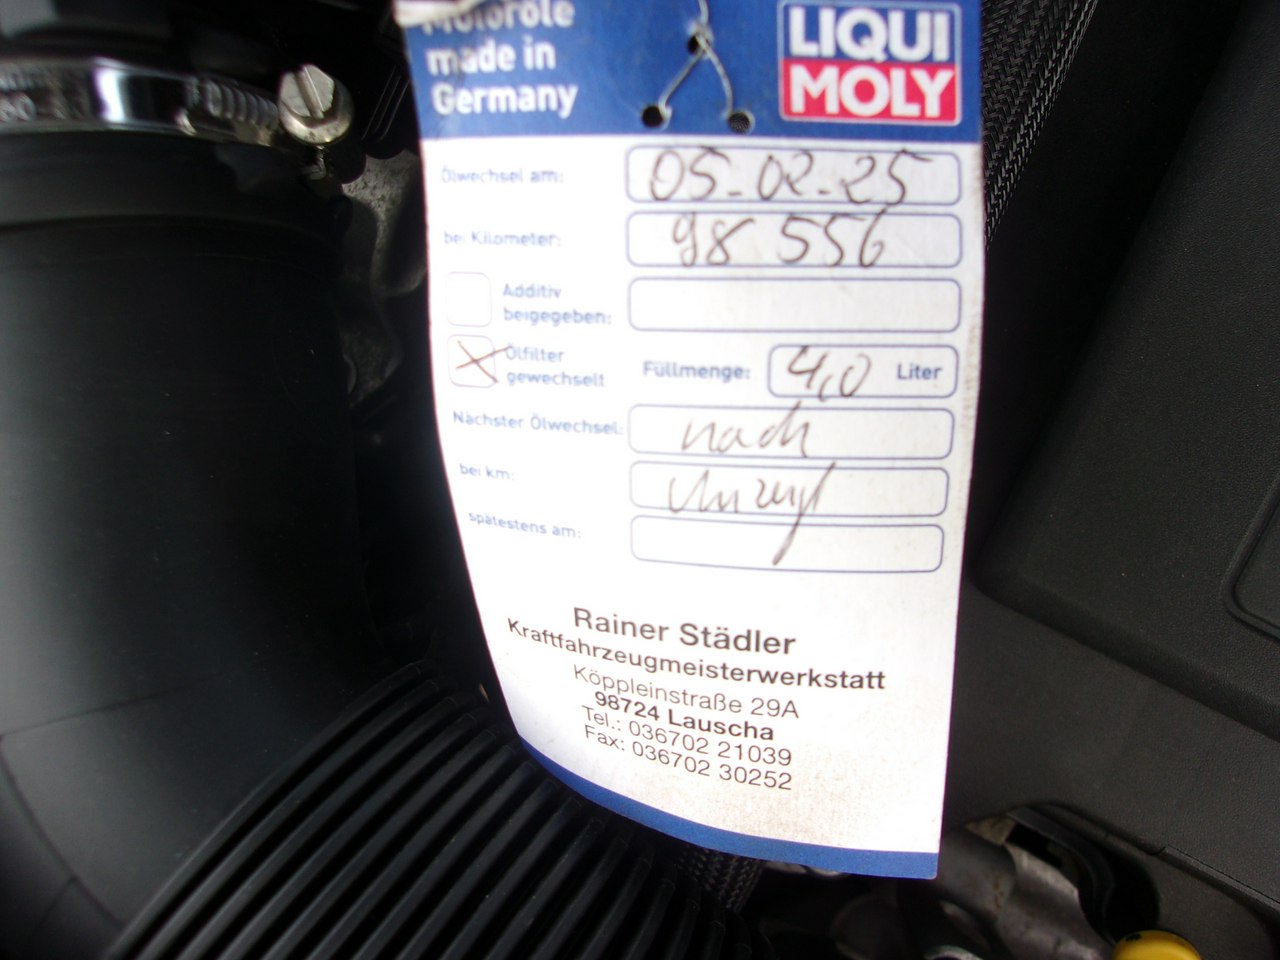 Motoröle
made in
Germany
LIQUI
MOLY
Ölwechsel am: 05-02-25
bei Kilometer: 98 556
Additiv
beigegeben:
Ölfilter
gewechselt
Füllmenge: 4,0 Liter
Nächster Ölwechsel: nach
bei km: Anzeige
spätestens am:
Rainer Städler
Kraftfahrzeugmeisterwerkstatt
Köppleinstraße 29A
98724 Lauscha
Tel.: 036702 21039
Fax: 036702 30252